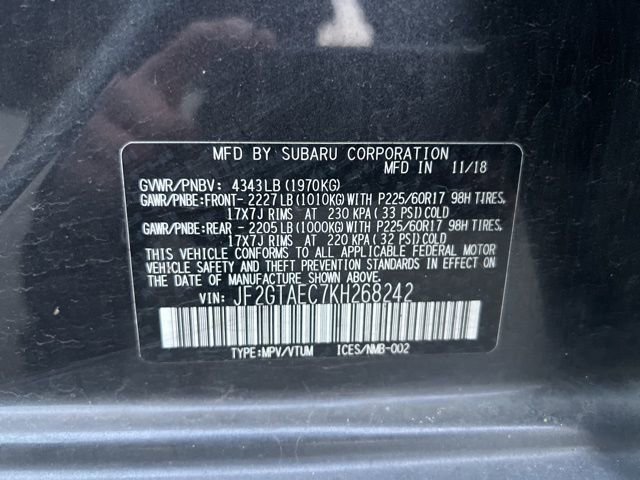 MFD BY SUBARU CORPORATION
MFD IN 11/18
GVWR/PNBV: 4343LB(1970KG)
GAWR/PNBE:FRONT-2227LB(1010KG)WITH P225/60R17 98H TIRES,
17X7J RIMS AT 230 KPA(33 PSI)COLD
GAWR/PNBE:REAR -2205LB(1000KG)WITH P225/60R17 98H TIRES,
17X7J RIMS AT 220 KPA(32 PSI)COLD
THIS VEHICLE CONFORMS TO ALL APPLICABLE FEDERAL MOTOR
VEHICLE SAFETY AND THEFT PREVENTION STANDARDS IN EFFECT
ON THE DATE OF MANUFACTURE SHOWN ABOVE.
VIN: JF2GTAEC7KH268242
TYPE:MPV/VTUM ICES/NMB-002